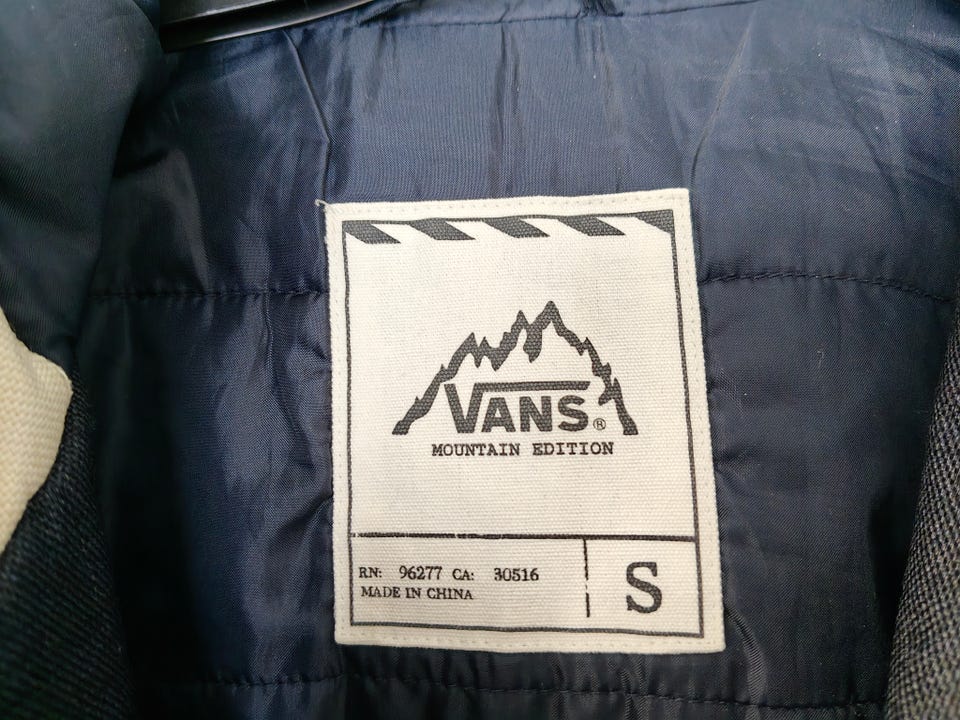 VANS®
MOUNTAIN EDITION
RN: 96277 CA: 30516
MADE IN CHINA
S